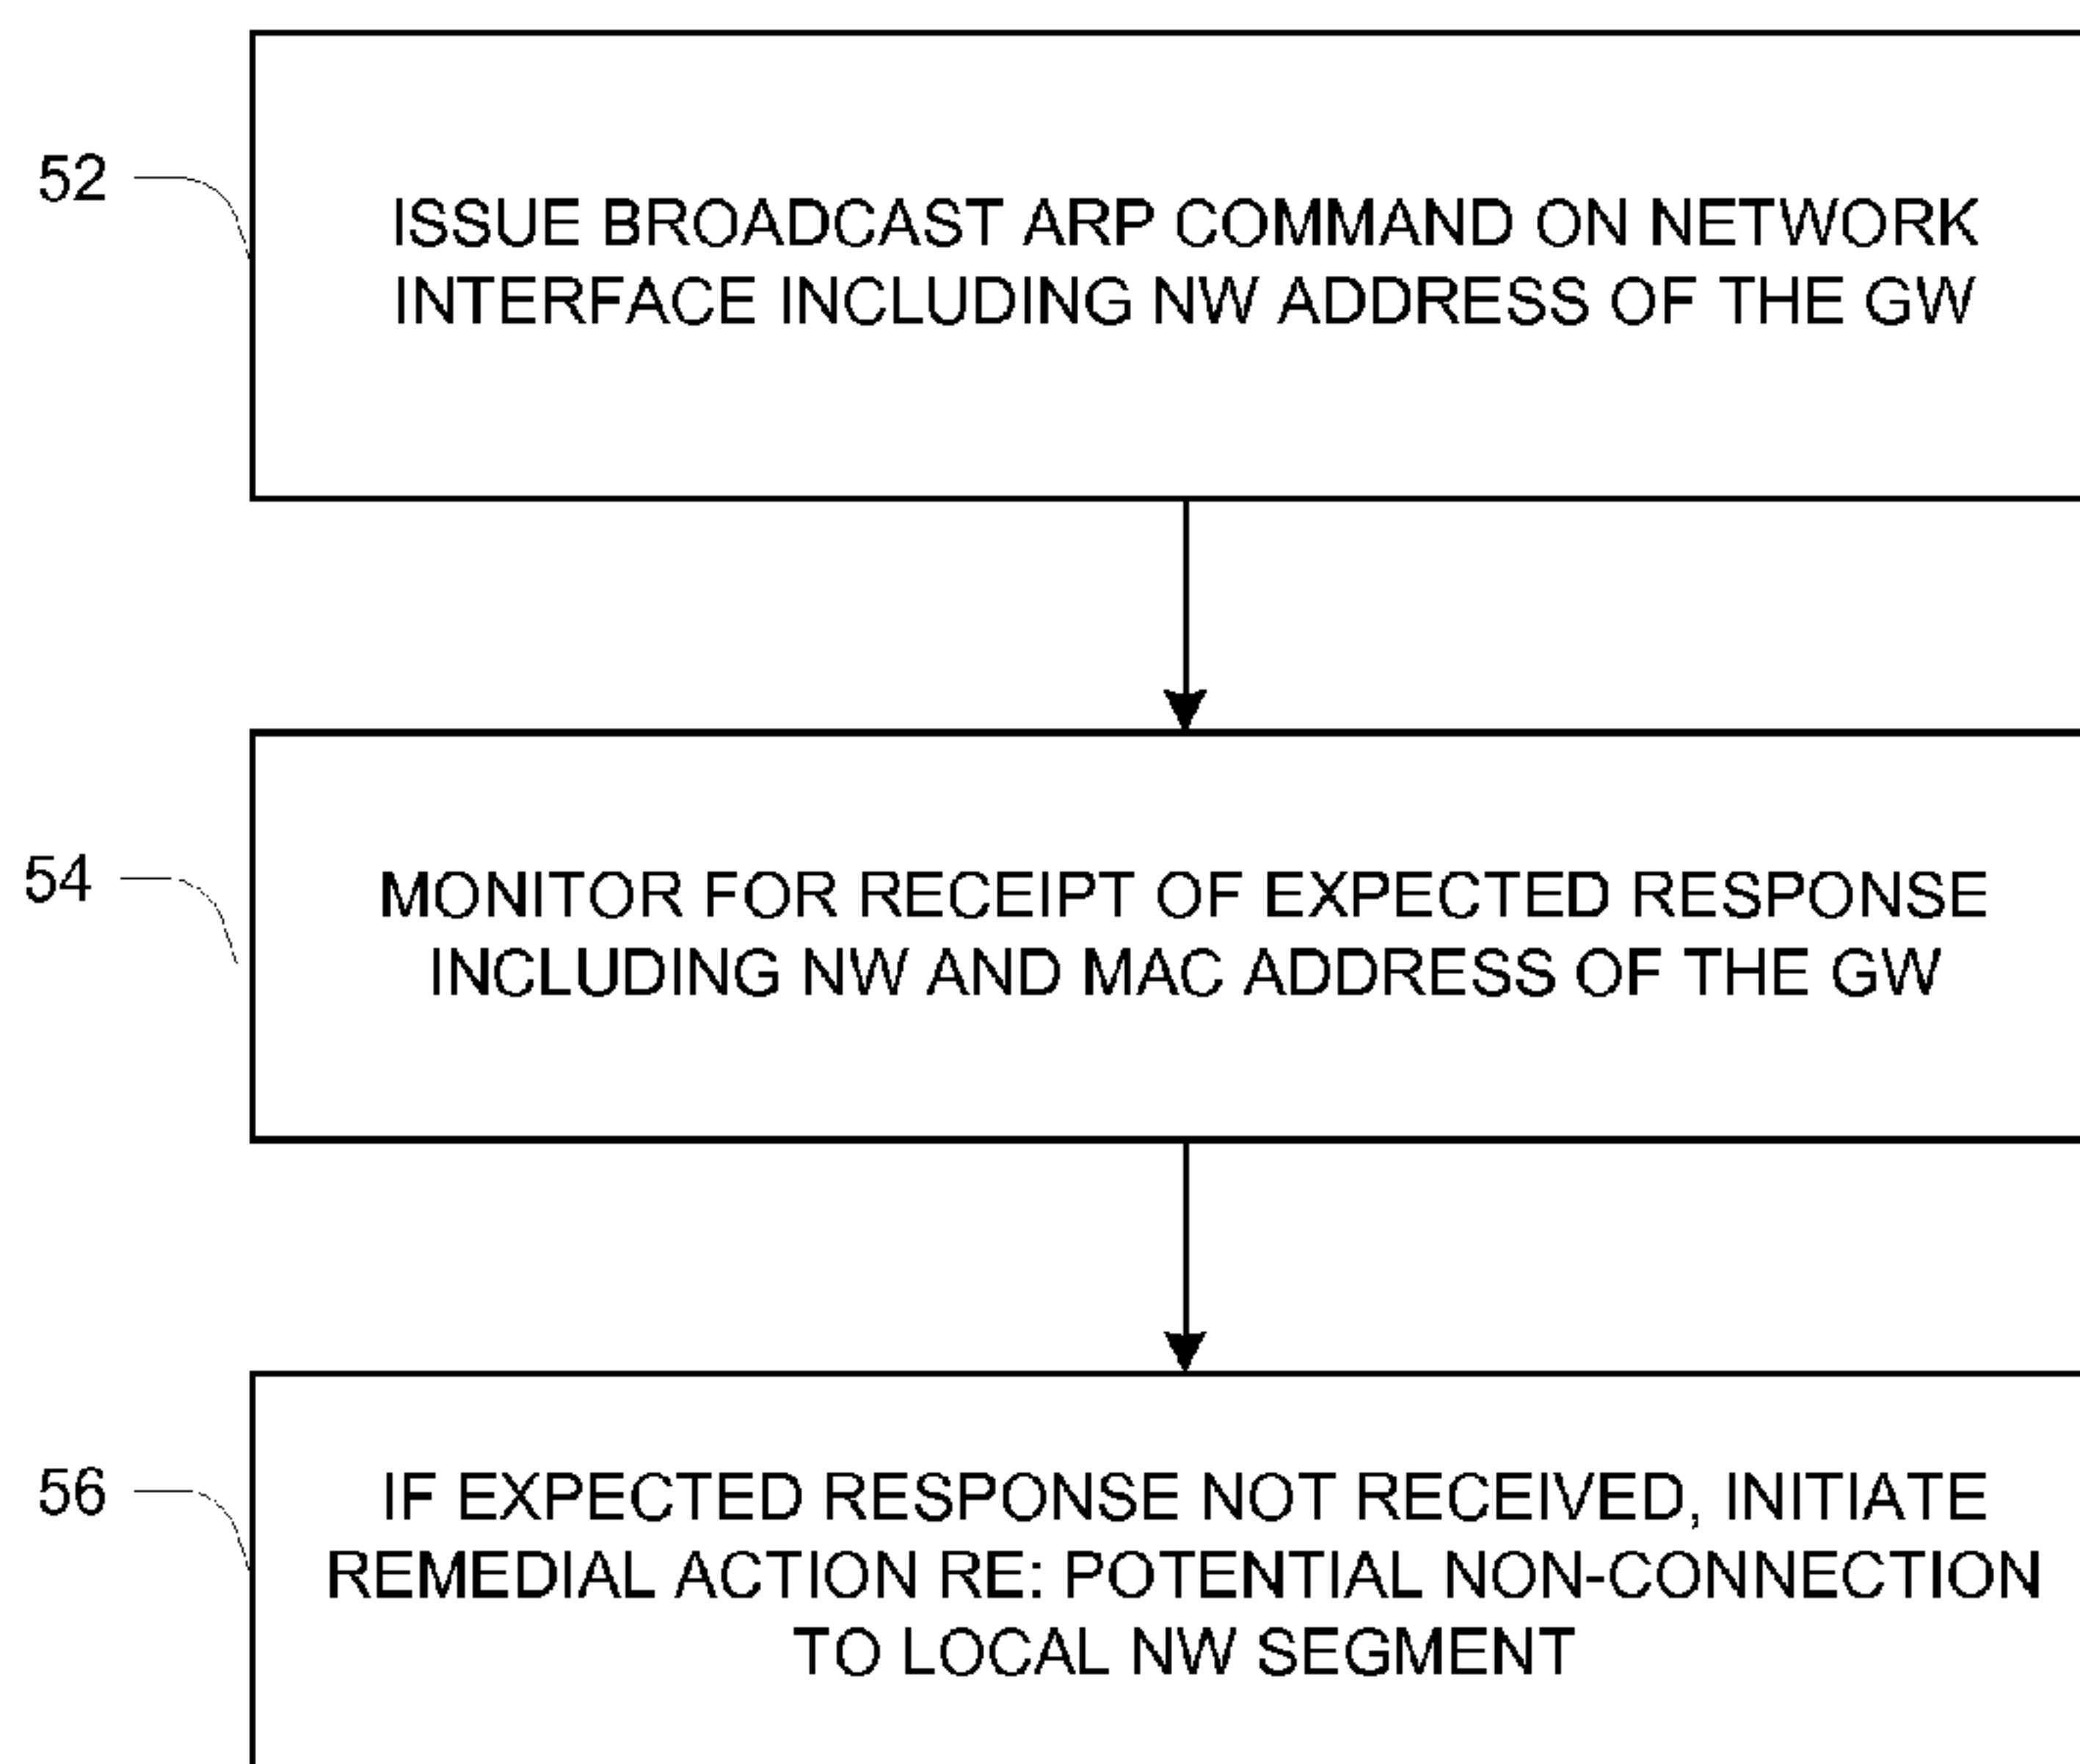 52
ISSUE BROADCAST ARP COMMAND ON NETWORK
INTERFACE INCLUDING NW ADDRESS OF THE GW
54
MONITOR FOR RECEIPT OF EXPECTED RESPONSE
INCLUDING NW AND MAC ADDRESS OF THE GW
56
IF EXPECTED RESPONSE NOT RECEIVED, INITIATE
REMEDIAL ACTION RE: POTENTIAL NON-CONNECTION
TO LOCAL NW SEGMENT